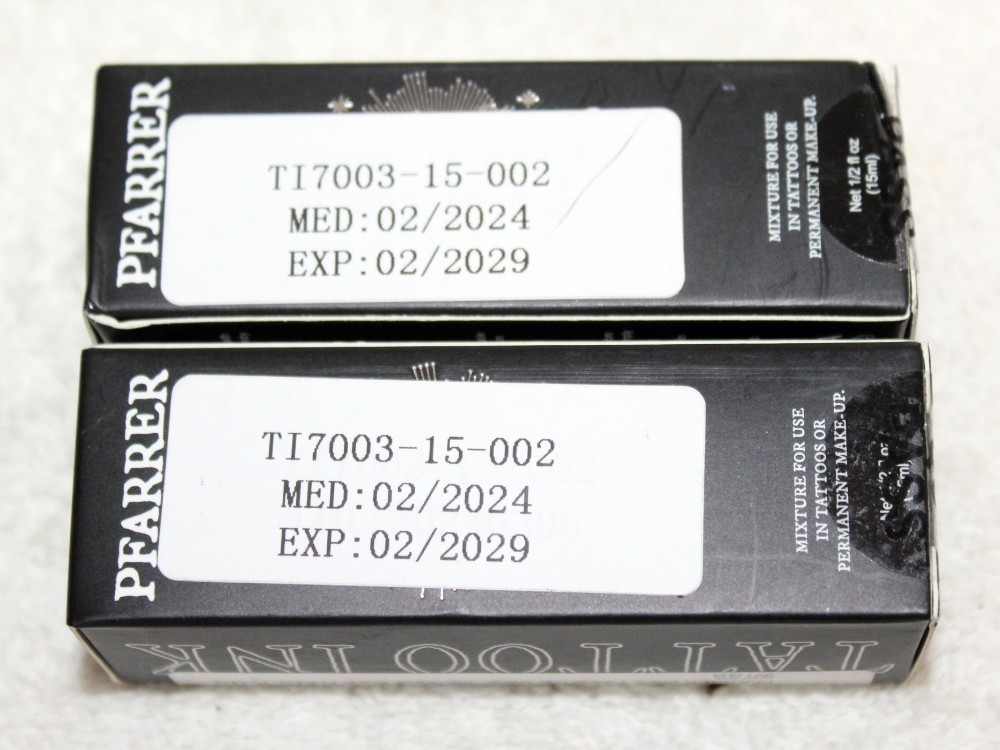 PFARRER
TI7003-15-002
MED:02/2024
EXP:02/2029
MIXTURE FOR USE
IN TATTOOS OR
PERMANENT MAKE-UP.
Net 1/2 fl oz
(15ml)
PFARRER
TI7003-15-002
MED:02/2024
EXP:02/2029
MIXTURE FOR USE
IN TATTOOS OR
PERMANENT MAKE-UP.
TATTOO INK